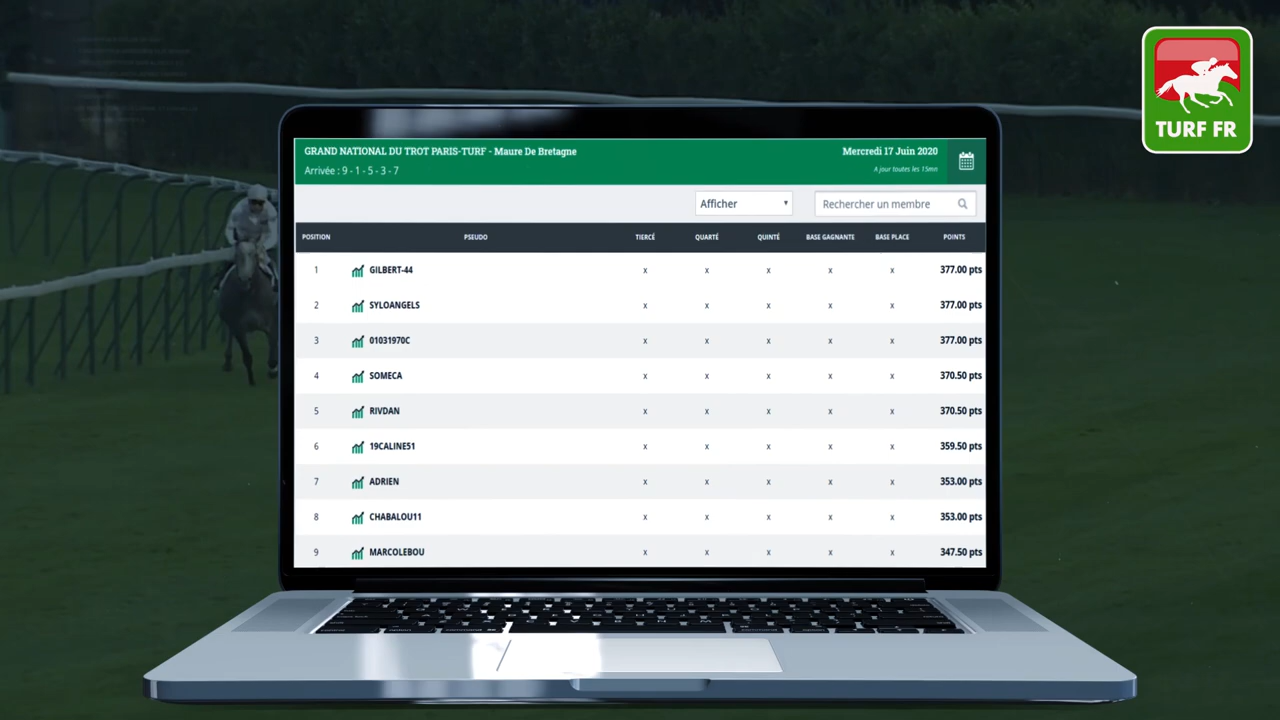 TURF FR
GRAND NATIONAL DU TROT PARIS-TURF - Maure De Bretagne
Mercredi 17 Juin 2020
Arrivée : 9 - 1 - 5 - 3 - 7
A jour toutes les 15mn
Afficher
Rechercher un membre
POSITION PSEUDO TIERCÉ QUARTÉ QUINTÉ BASE GAGNANTE BASE PLACE POINTS
1 GILBERT-44 x x x x x 377.00 pts
2 SYLOANGELS x x x x x 377.00 pts
3 01031970C x x x x x 377.00 pts
4 SOMECA x x x x x 370.50 pts
5 RIVDAN x x x x x 370.50 pts
6 19CALINE51 x x x x x 359.50 pts
7 ADRIEN x x x x x 353.00 pts
8 CHABALOU11 x x x x x 353.00 pts
9 MARCOLEBOU x x x x x 347.50 pts